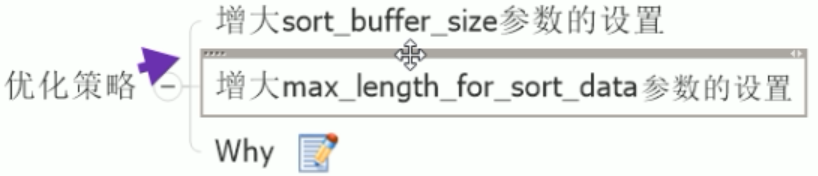 增大sort_buffer_size参数的设置
优化策略
增大max_length_for_sort_data参数的设置
Why